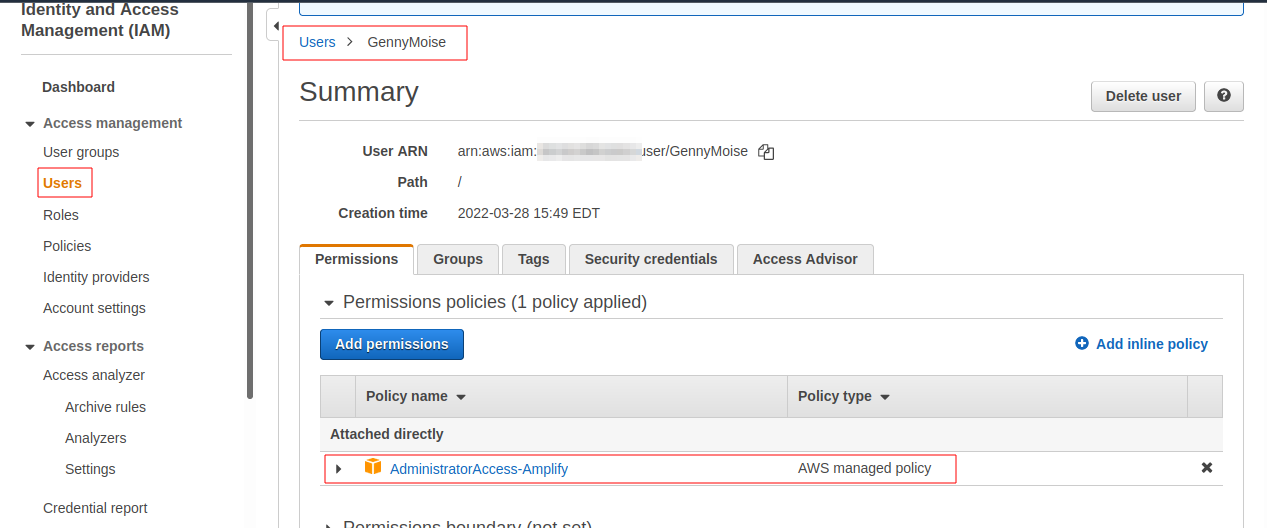 Identity and Access
Management (IAM)
Dashboard
Access management
User groups
Users
Roles
Policies
Identity providers
Account settings
Access reports
Access analyzer
Archive rules
Analyzers
Settings
Credential report
Users > GennyMoise
Summary
Delete user
User ARN arn:aws:iam: user/GennyMoise
Path /
Creation time 2022-03-28 15:49 EDT
Permissions Groups Tags Security credentials Access Advisor
Permissions policies (1 policy applied)
Add permissions Add inline policy
Policy name Policy type
Attached directly
AdministratorAccess-Amplify AWS managed policy
Permissions boundary (not set)